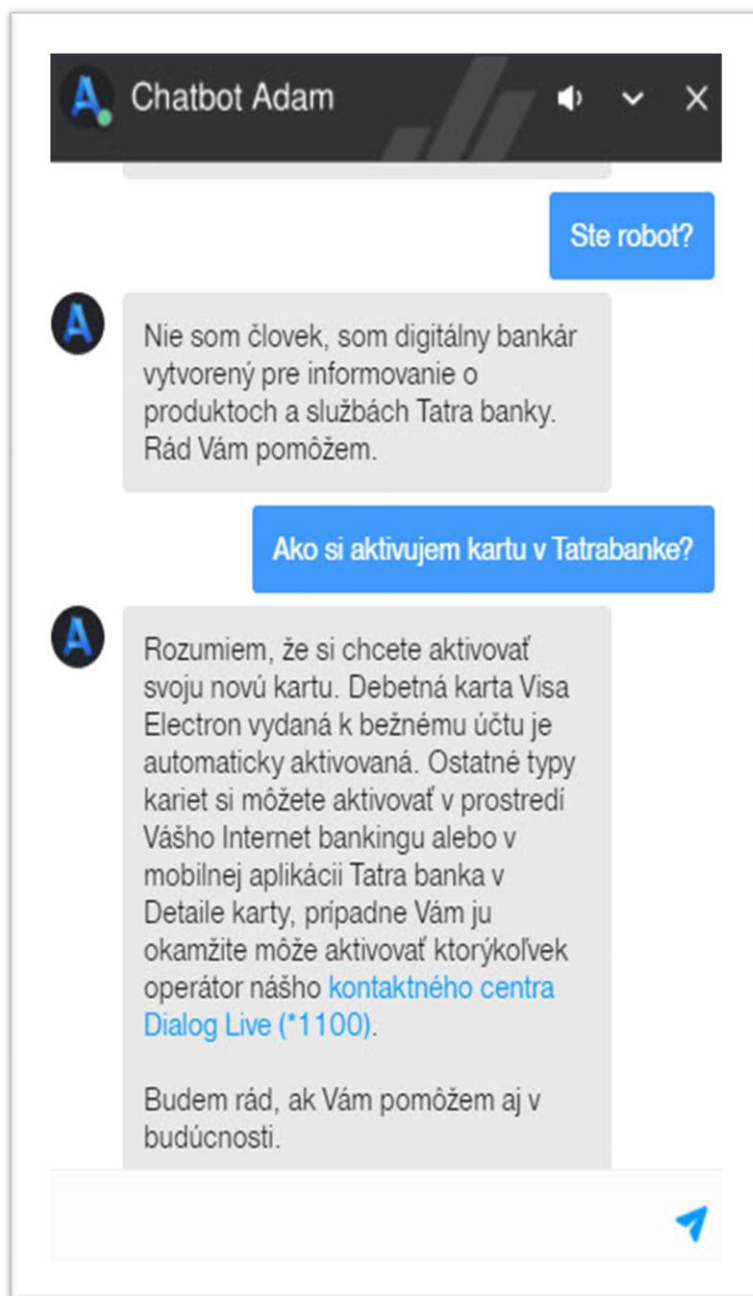 Chatbot Adam
Ste robot?
Nie som človek, som digitálny bankár
vytvorený pre informovanie o
produktoch a službách Tatra banky.
Rád Vám pomôžem.
Ako si aktivujem kartu v Tatrabanke?
Rozumiem, že si chcete aktivovať
svoju novú kartu. Debetná karta Visa
Electron vydaná k bežnému účtu je
automaticky aktivovaná. Ostatné typy
kariet si môžete aktivovať v prostredí
Vášho Internet bankingu alebo v
mobilnej aplikácii Tatra banka v
Detaile karty, prípadne Vám ju
okamžite môže aktivovať ktorýkoľvek
operátor nášho kontaktného centra
Dialog Live (*1100).
Budem rád, ak Vám pomôžem aj v
budúcnosti.